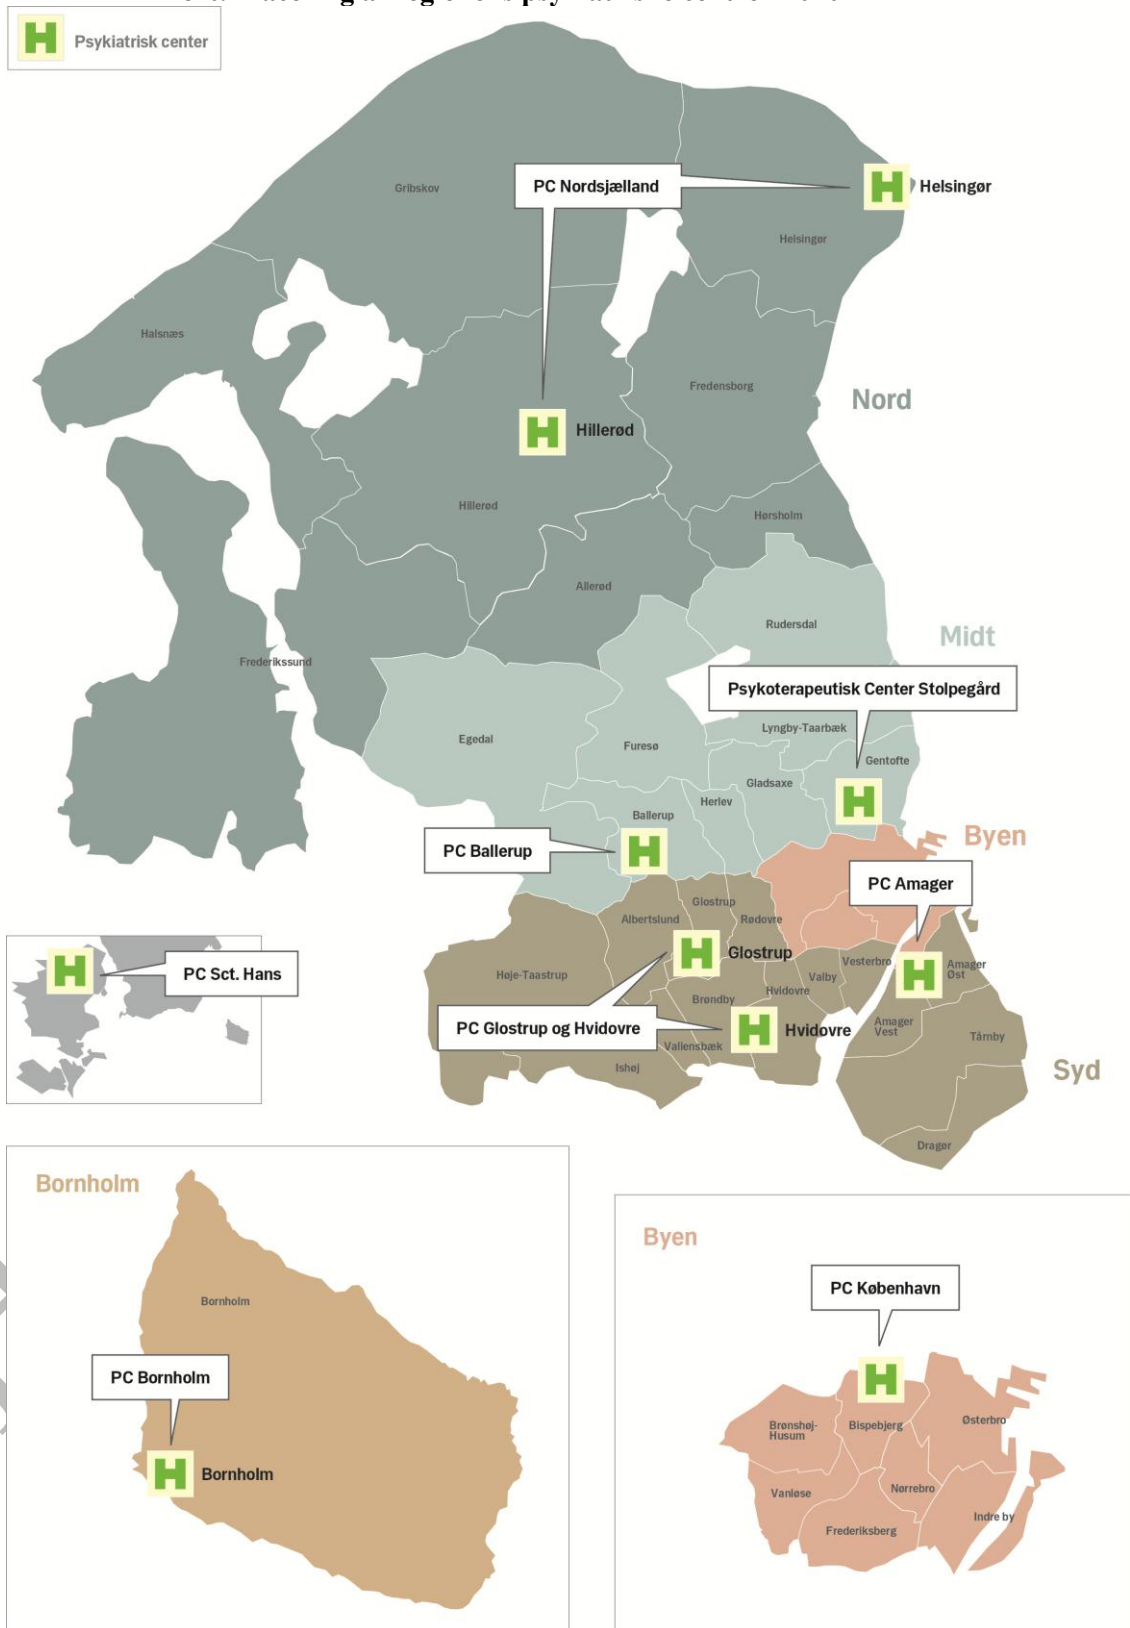 Psykiatrisk center
PC Nordsjælland
Helsingør
Gribskov
Helsingør
Halsnæs
Fredensborg
Nord
Hillerød
Hillerød
Hørsholm
Allerød
Rudersdal
Midt
Frederikssund
Psykoterapeutisk Center Stolpegård
Lyngby-Taarbæk
Egedal
Furesø
Gentofte
Gladsaxe
Herlev
Ballerup
Byen
PC Ballerup
PC Amager
Glostrup
Albertslund
Rødovre
Glostrup
Vesterbro
Amager
Øst
Høje-Taastrup
Valby
Hvidovre
Brøndby
PC Sct. Hans
PC Glostrup og Hvidovre
Hvidovre
Amager
Vest
Tårnby
Vallensbæk
Ishøj
Syd
Dragør
Bornholm
Bornholm
PC Bornholm
Bornholm
Byen
PC København
Brønshøj-
Husum
Bispebjerg
Østerbro
Vanløse
Nørrebro
Frederiksberg
Indre by